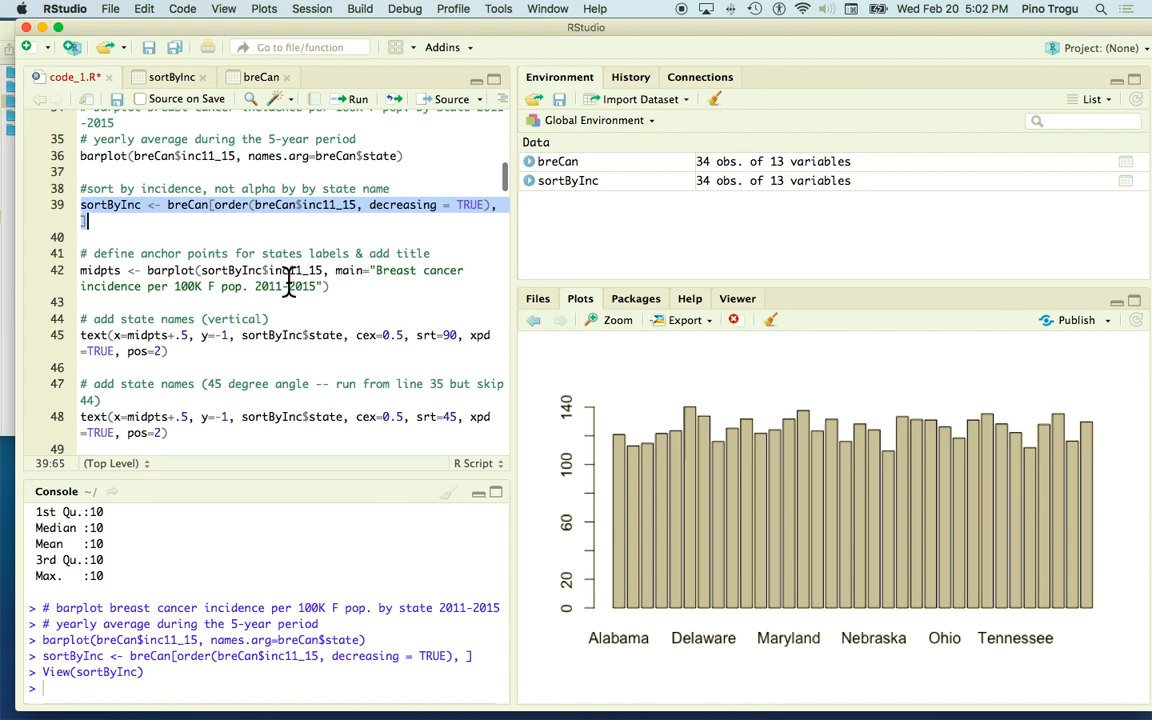 RStudio File Edit Code View Plots Session Build Debug Profile Tools Window Help Wed Feb 20 5:02 PM Pino Trogu
RStudio
Go to file/function Addins Project: (None)
code_1.R* sortByInc breCan
Source on Save Run Source
-2015
35 # yearly average during the 5-year period
36 barplot(breCan$inc11_15, names.arg=breCan$state)
37
38 #sort by incidence, not alpha by by state name
39 sortByInc <- breCan[order(breCan$inc11_15, decreasing = TRUE),
]
40
41 # define anchor points for states labels & add title
42 midpts <- barplot(sortByInc$inc11_15, main="Breast cancer
incidence per 100K F pop. 2011-2015")
43
44 # add state names (vertical)
45 text(x=midpts+.5, y=-1, sortByInc$state, cex=0.5, srt=90, xpd
=TRUE, pos=2)
46
47 # add state names (45 degree angle -- run from line 35 but skip
44)
48 text(x=midpts+.5, y=-1, sortByInc$state, cex=0.5, srt=45, xpd
=TRUE, pos=2)
49
39:65 (Top Level) R Script
Console ~/
1st Qu.:10
Median :10
Mean :10
3rd Qu.:10
Max. :10
> # barplot breast cancer incidence per 100K F pop. by state 2011-2015
> # yearly average during the 5-year period
> barplot(breCan$inc11_15, names.arg=breCan$state)
> sortByInc <- breCan[order(breCan$inc11_15, decreasing = TRUE), ]
> View(sortByInc)
>
Environment History Connections
Import Dataset List
Global Environment
Data
breCan 34 obs. of 13 variables
sortByInc 34 obs. of 13 variables
Files Plots Packages Help Viewer
Zoom Export Publish
140
100
60
20
0
Alabama Delaware Maryland Nebraska Ohio Tennessee